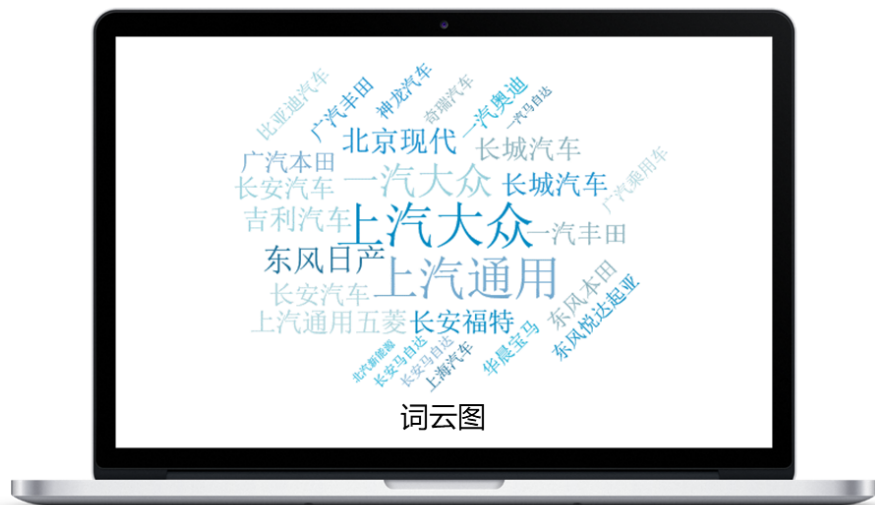 比亚迪汽车
广汽丰田
神龙汽车
奇瑞汽车
一汽奥迪
一汽马自达
北京现代
长城汽车
广汽本田
长安汽车
一汽大众
长城汽车
广汽乘用车
吉利汽车
上汽大众
一汽丰田
东风日产
上汽通用
长安汽车
东风本田
上汽通用五菱
长安福特
东风悦达起亚
北汽新能源
长安马自达
长安马自达
上海汽车
华晨宝马
词云图